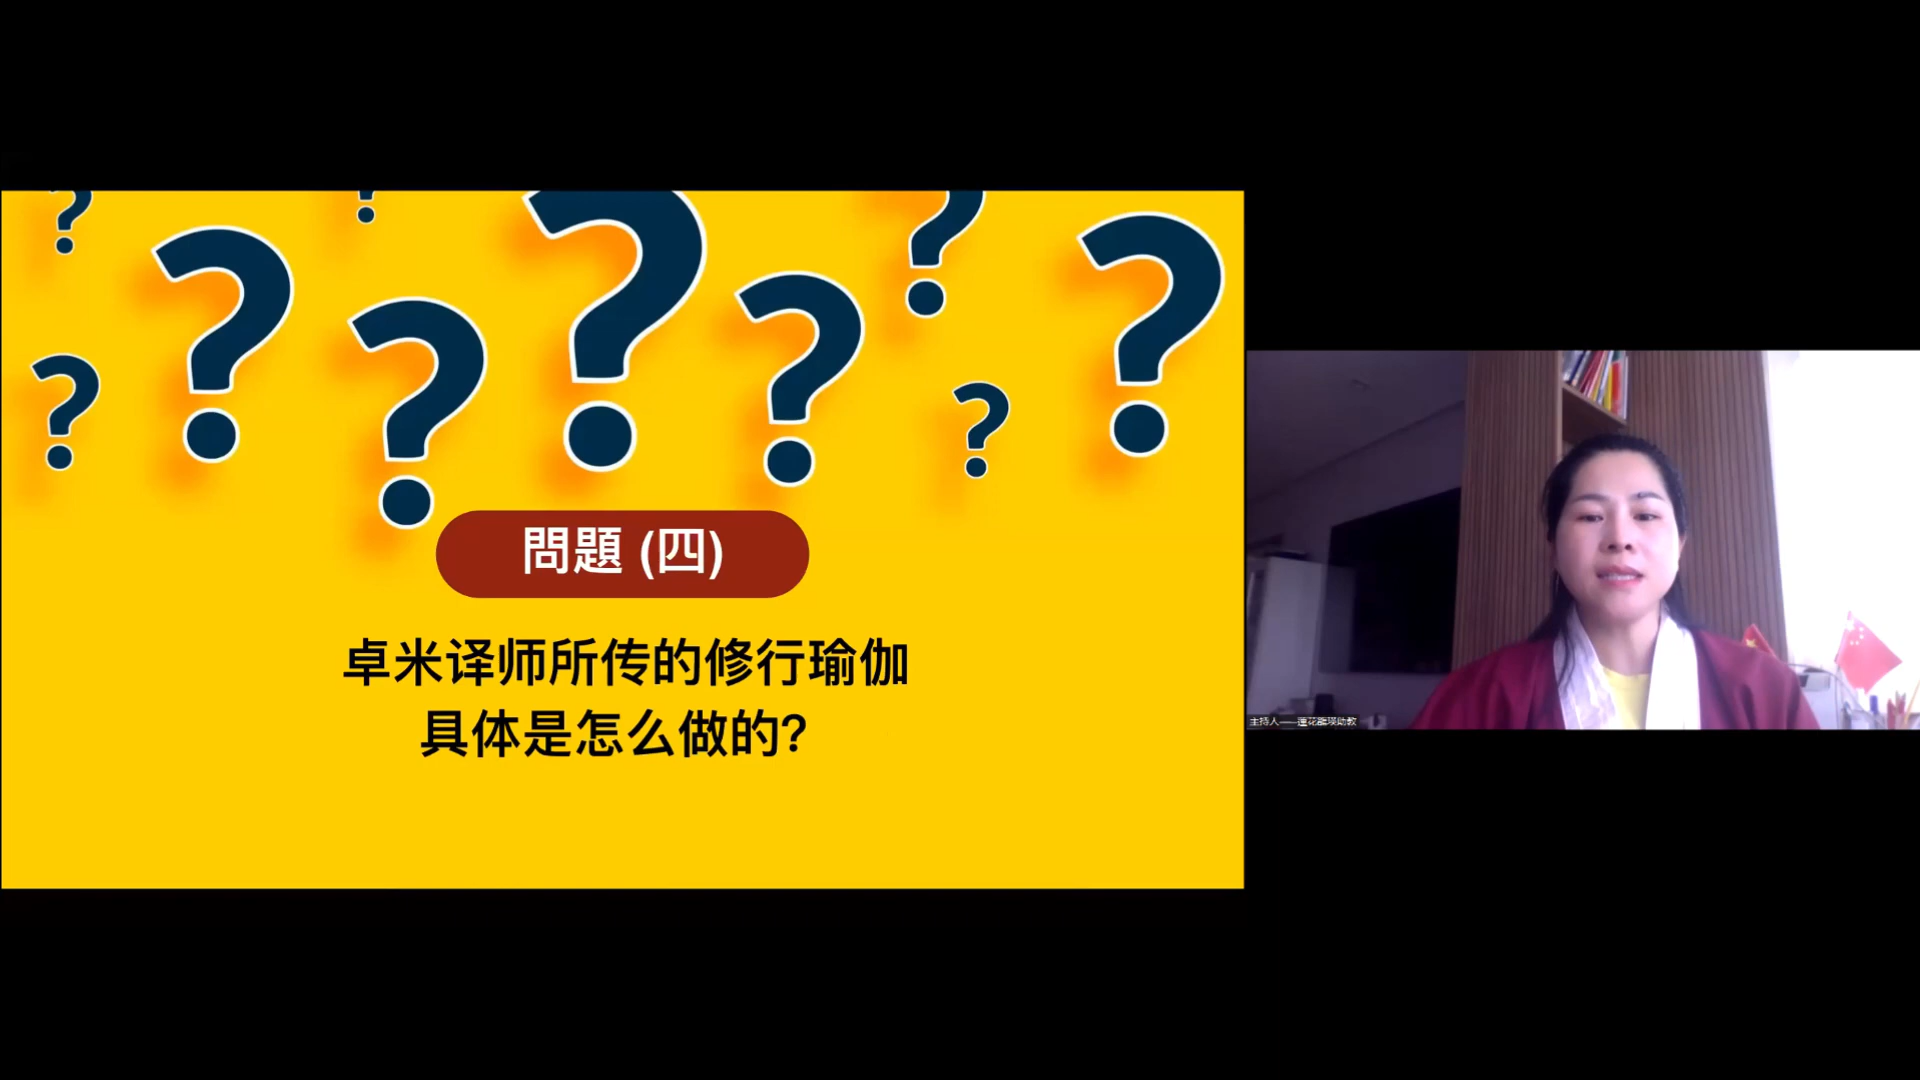 問題 (四)
卓米译师所传的修行瑜伽
具体是怎么做的?
主持人——蓮花麗瑛助教